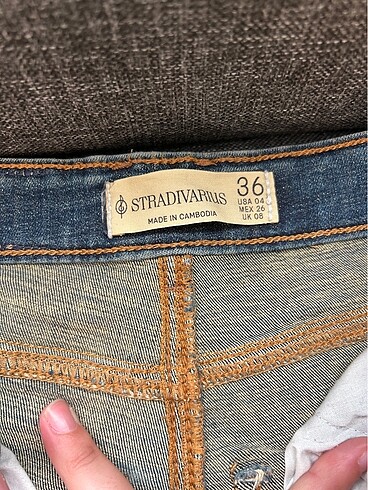 STRADIVARIUS
MADE IN CAMBODIA
36
USA 04
MEX 26
UK 08